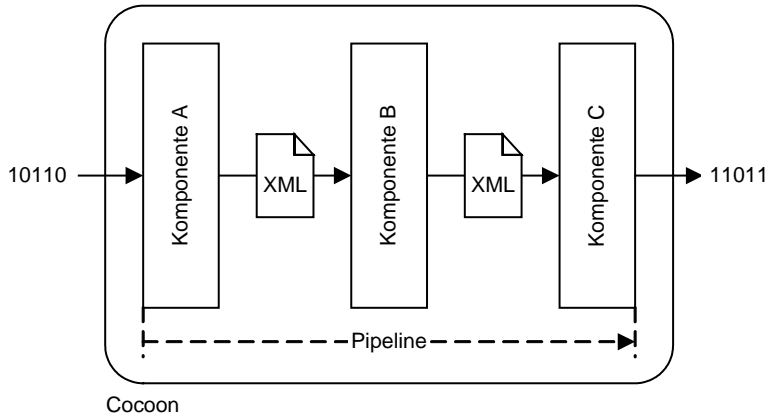 10110
Komponente A
XML
Komponente B
XML
Komponente C
11011
Pipeline
Cocoon